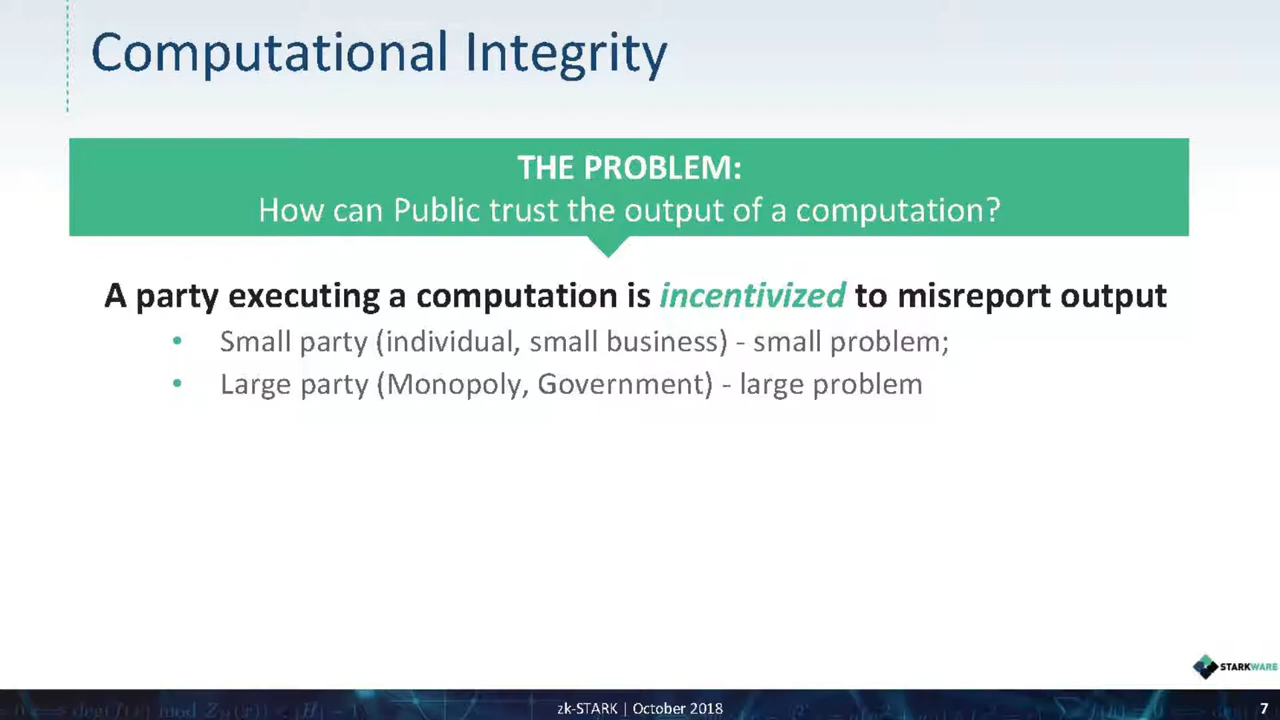 Computational Integrity
THE PROBLEM:
How can Public trust the output of a computation?
A party executing a computation is incentivized to misreport output
• Small party (individual, small business) - small problem;
• Large party (Monopoly, Government) - large problem
STARKWARE
zk-STARK | October 2018
7